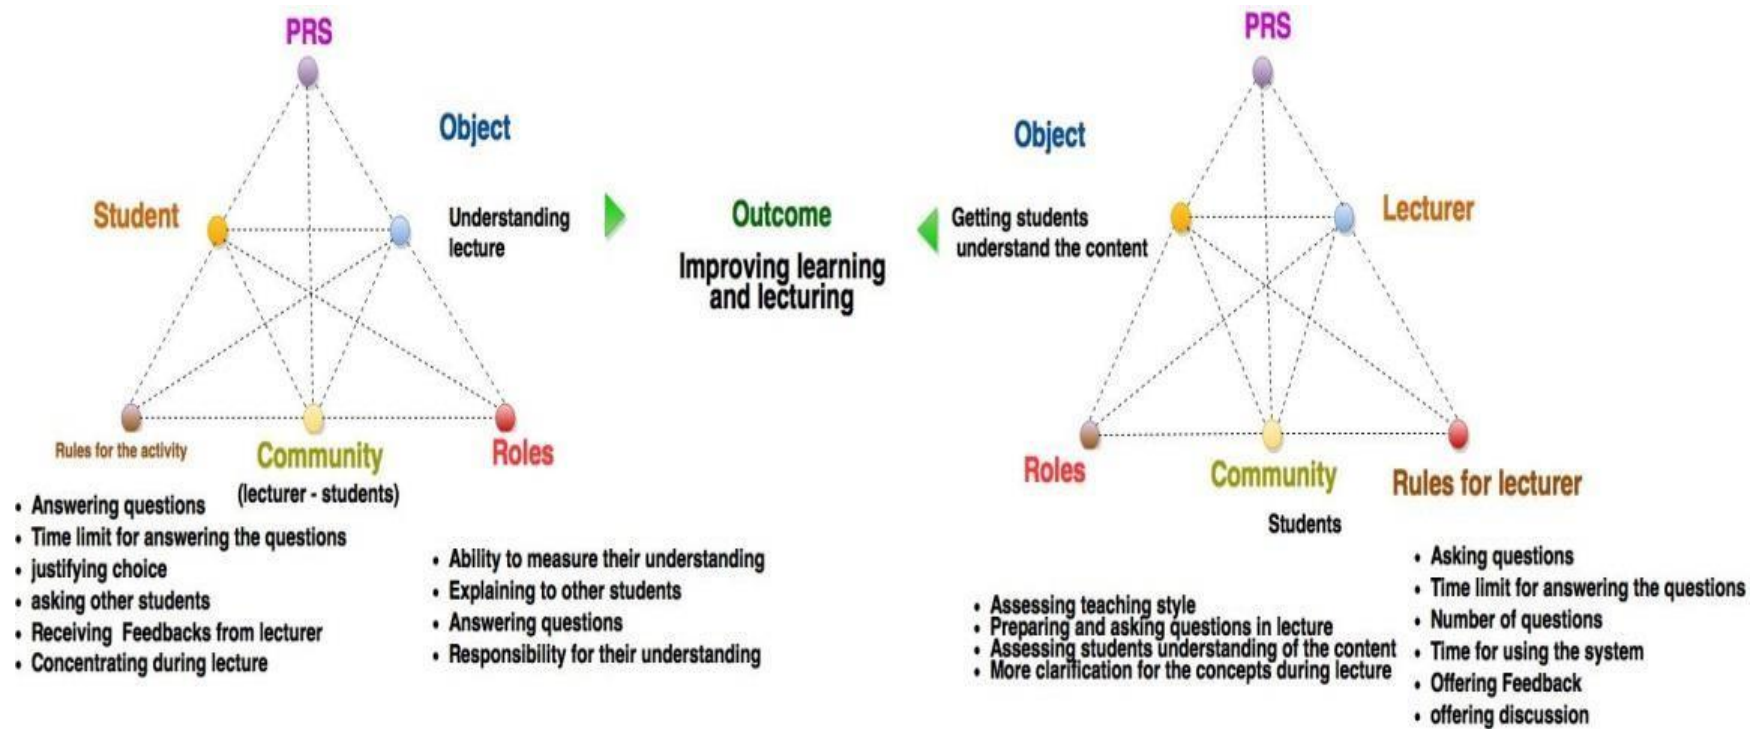 PRS
Object
Student
Understanding
lecture
Rules for the activity
Community
(lecturer - students)
Roles
• Answering questions
• Time limit for answering the questions
• justifying choice
• asking other students
• Receiving Feedbacks from lecturer
• Concentrating during lecture
• Ability to measure their understanding
• Explaining to other students
• Answering questions
• Responsibility for their understanding
Outcome
Improving learning
and lecturing
PRS
Object
Lecturer
Getting students
understand the content
Roles
Community
Students
Rules for lecturer
• Assessing teaching style
• Preparing and asking questions in lecture
• Assessing students understanding of the content
• More clarification for the concepts during lecture
• Asking questions
• Time limit for answering the questions
• Number of questions
• Time for using the system
• Offering Feedback
• offering discussion